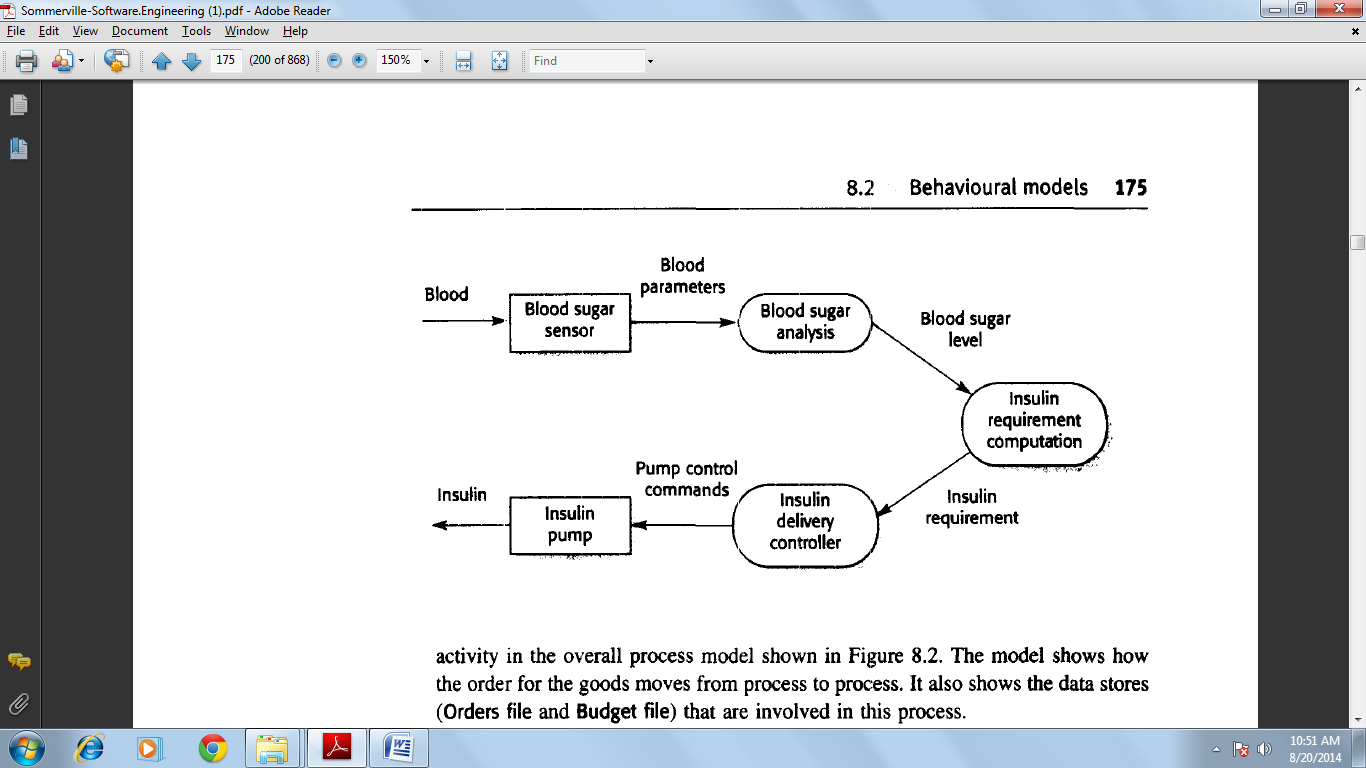 Sommerville-Software.Engineering (1).pdf - Adobe Reader
File Edit View Document Tools Window Help
175 (200 of 868) 150% Find
8.2 Behavioural models 175
Blood
Blood sugar
sensor
Blood
parameters
Blood sugar
analysis
Blood sugar
level
Insulin
requirement
computation
Insulin
requirement
Insulin
delivery
controller
Pump control
commands
Insulin
pump
Insulin
activity in the overall process model shown in Figure 8.2. The model shows how
the order for the goods moves from process to process. It also shows the data stores
(Orders file and Budget file) that are involved in this process.
10:51 AM
8/20/2014